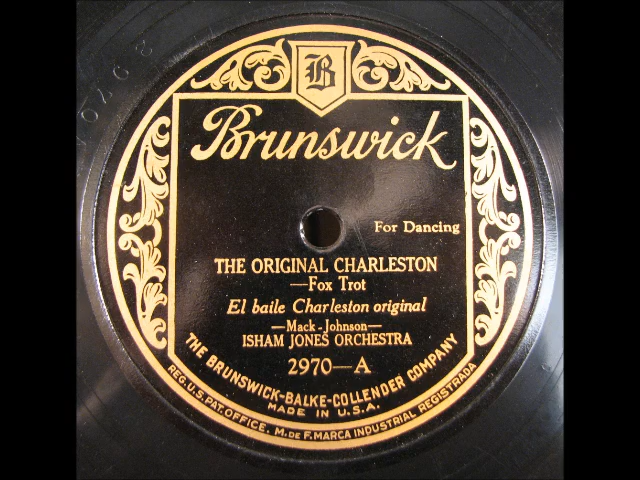 B
Brunswick
For Dancing
THE ORIGINAL CHARLESTON
—Fox Trot
El baile Charleston original
—Mack-Johnson—
ISHAM JONES ORCHESTRA
2970—A
THE BRUNSWICK-BALKE-COLLENDER COMPANY
MADE IN U.S.A.
REG. U.S. PAT. OFFICE. M. DE F. MARCA INDUSTRIAL REGISTRADA